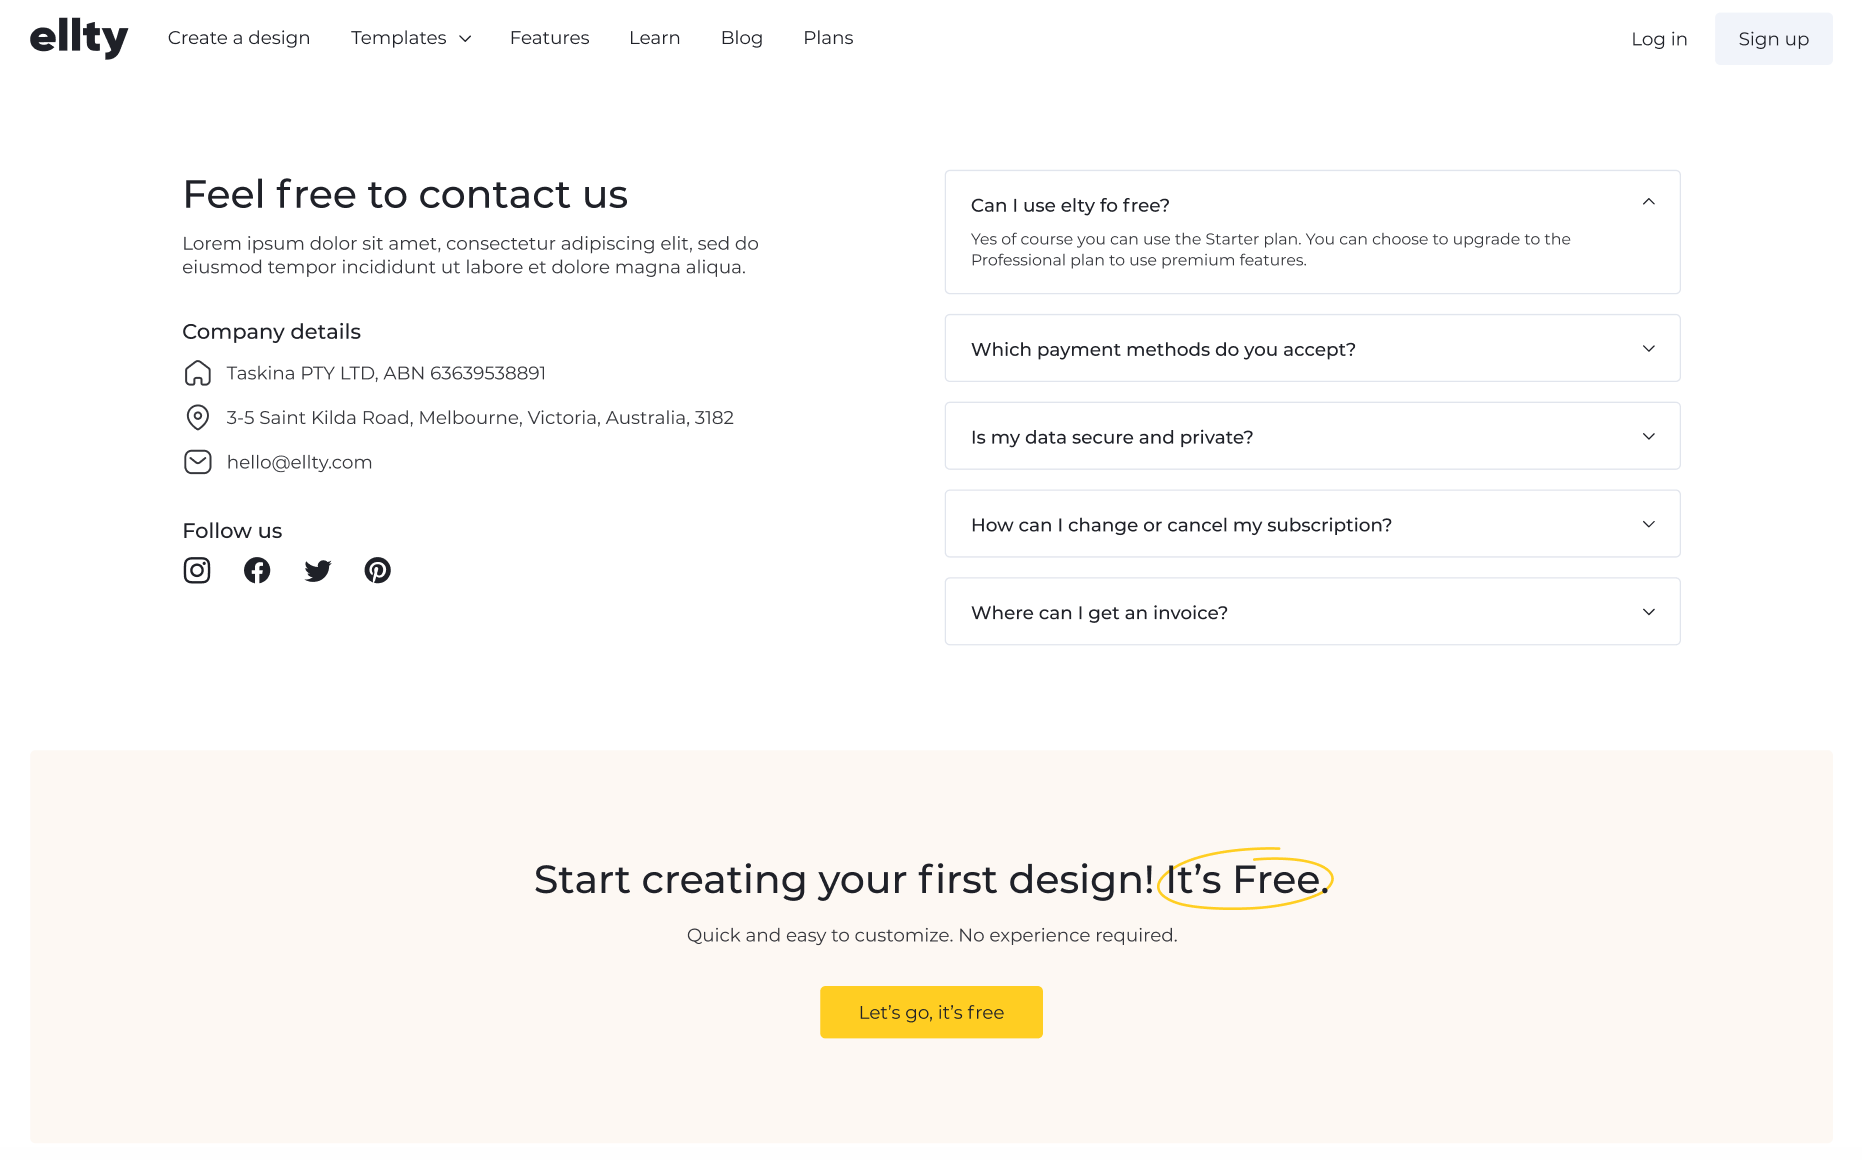 ellty
Create a design
Templates
Features
Learn
Blog
Plans
Log in
Sign up
Feel free to contact us
Lorem ipsum dolor sit amet, consectetur adipiscing elit, sed do
eiusmod tempor incididunt ut labore et dolore magna aliqua.
Company details
Taskina PTY LTD, ABN 63639538891
3-5 Saint Kilda Road, Melbourne, Victoria, Australia, 3182
hello@ellty.com
Follow us
Can I use elty fo free?
Yes of course you can use the Starter plan. You can choose to upgrade to the
Professional plan to use premium features.
Which payment methods do you accept?
Is my data secure and private?
How can I change or cancel my subscription?
Where can I get an invoice?
Start creating your first design! It’s Free.
Quick and easy to customize. No experience required.
Let’s go, it’s free